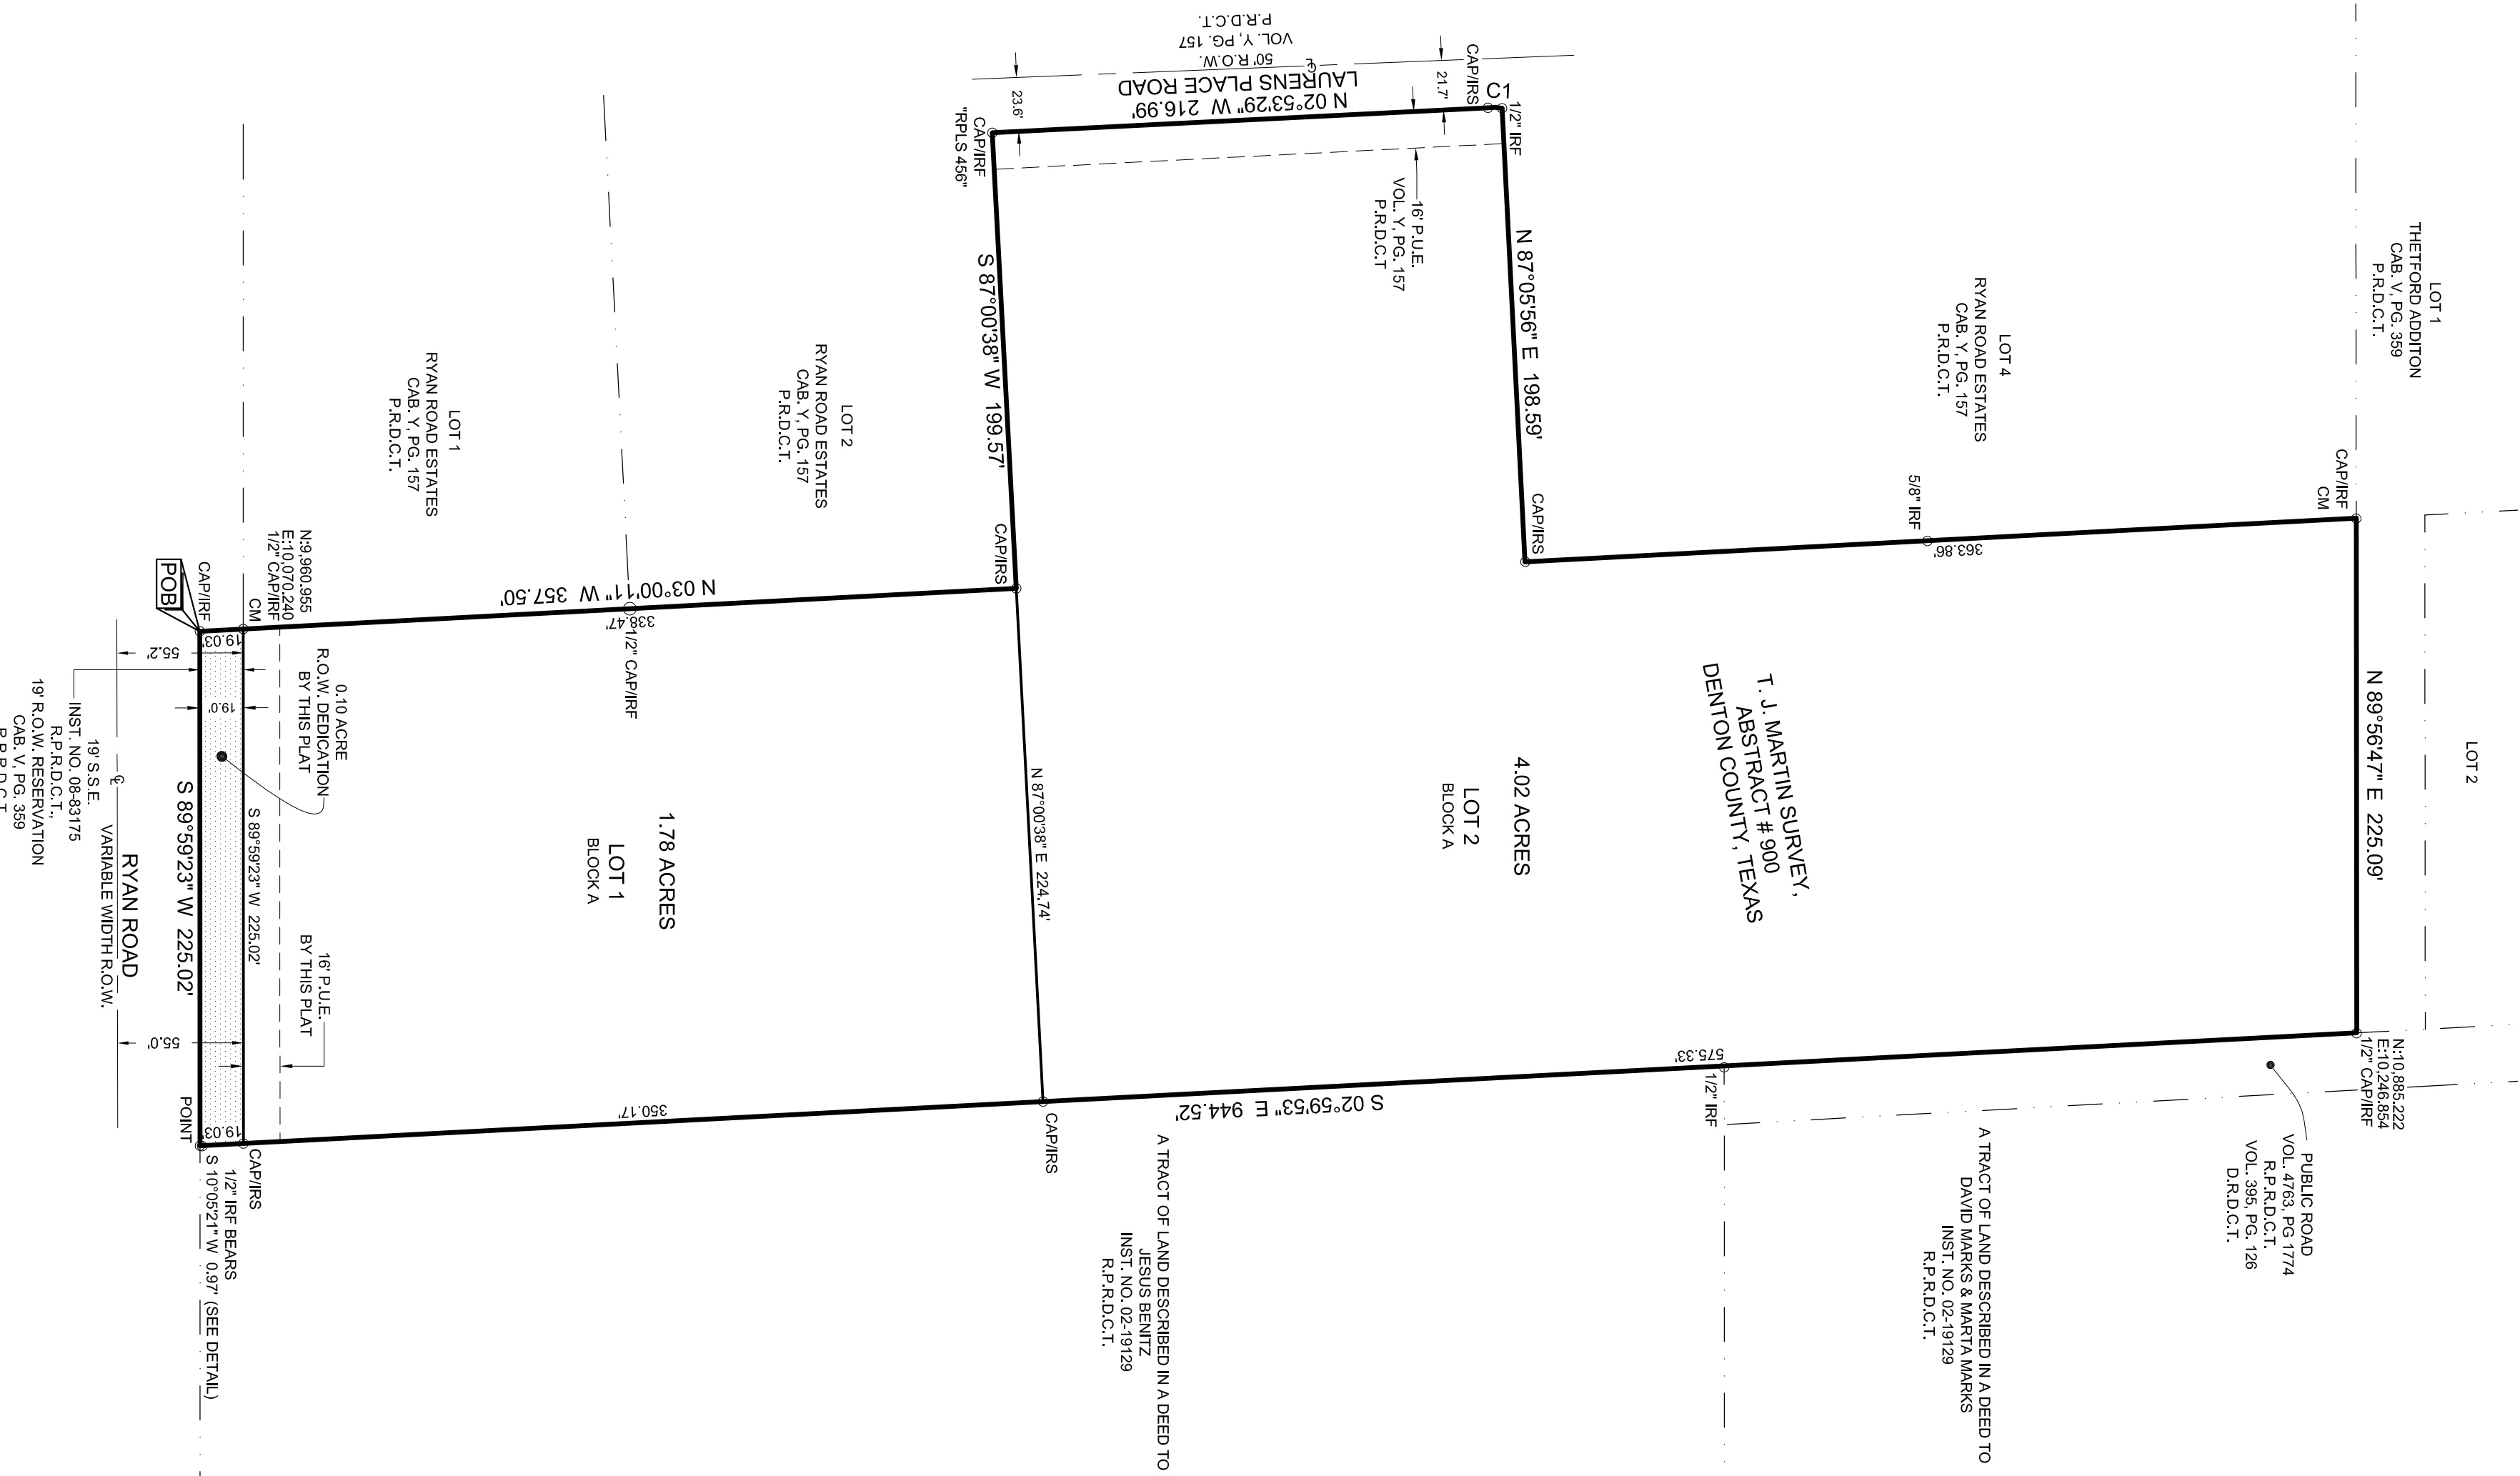 LOT 1
THETFORD ADDITON
CAB. V, PG. 359
P.R.D.C.T.
LOT 2
CAP/IRF
CM
N 89°56'47" E 225.09'
N:10,885.222
E:10,246.854
1/2" CAP/IRF
PUBLIC ROAD
VOL. 4763, PG 1774
R.P.R.D.C.T.
VOL. 395, PG. 126
D.R.D.C.T.
LOT 4
RYAN ROAD ESTATES
CAB. Y, PG. 157
P.R.D.C.T.
5/8" IRF
363.86'
A TRACT OF LAND DESCRIBED IN A DEED TO
DAVID MARKS & MARTA MARKS
INST. NO. 02-19129
R.P.R.D.C.T.
T. J. MARTIN SURVEY,
ABSTRACT # 900
DENTON COUNTY, TEXAS
575.33'
1/2" IRF
CAP/IRS
N 87°05'56" E 198.59'
1/2" IRF
C1
CAP/IRS
21.7'
16' P.U.E.
VOL. Y, PG. 157
P.R.D.C.T
4.02 ACRES
LOT 2
BLOCK A
LAURENS PLACE ROAD
N 02°53'29" W 216.99'
50' R.O.W.
VOL. Y, PG. 157
P.R.D.C.T.
℄
23.6'
CAP/IRF
"RPLS 4456"
S 87°00'38" W 199.57'
CAP/IRS
N 87°00'38" E 224.74'
CAP/IRS
S 02°59'53" E 944.52'
A TRACT OF LAND DESCRIBED IN A DEED TO
JESUS BENITZ
INST. NO. 02-19129
R.P.R.D.C.T.
LOT 2
RYAN ROAD ESTATES
CAB. Y, PG. 157
P.R.D.C.T.
N 03°00'11" W 357.50'
338.47'
1/2" CAP/IRF
1.78 ACRES
LOT 1
BLOCK A
350.17'
LOT 1
RYAN ROAD ESTATES
CAB. Y, PG. 157
P.R.D.C.T.
0.10 ACRE
R.O.W. DEDICATION
BY THIS PLAT
16' P.U.E.
BY THIS PLAT
N:9,960.955
E:10,070.240
1/2" CAP/IRF
CM
S 89°59'23" W 225.02'
CAP/IRS
CAP/IRF
19.03'
19.0'
19.03'
1/2" IRF BEARS
S 10°05'21" W 0.97' (SEE DETAIL)
POB
55.2'
55.0'
POINT
S 89°59'23" W 225.02'
RYAN ROAD
VARIABLE WIDTH R.O.W.
℄
19' S.S.E.
INST. NO. 08-83175
R.P.R.D.C.T.,
19' R.O.W. RESERVATION
CAB. V, PG. 359